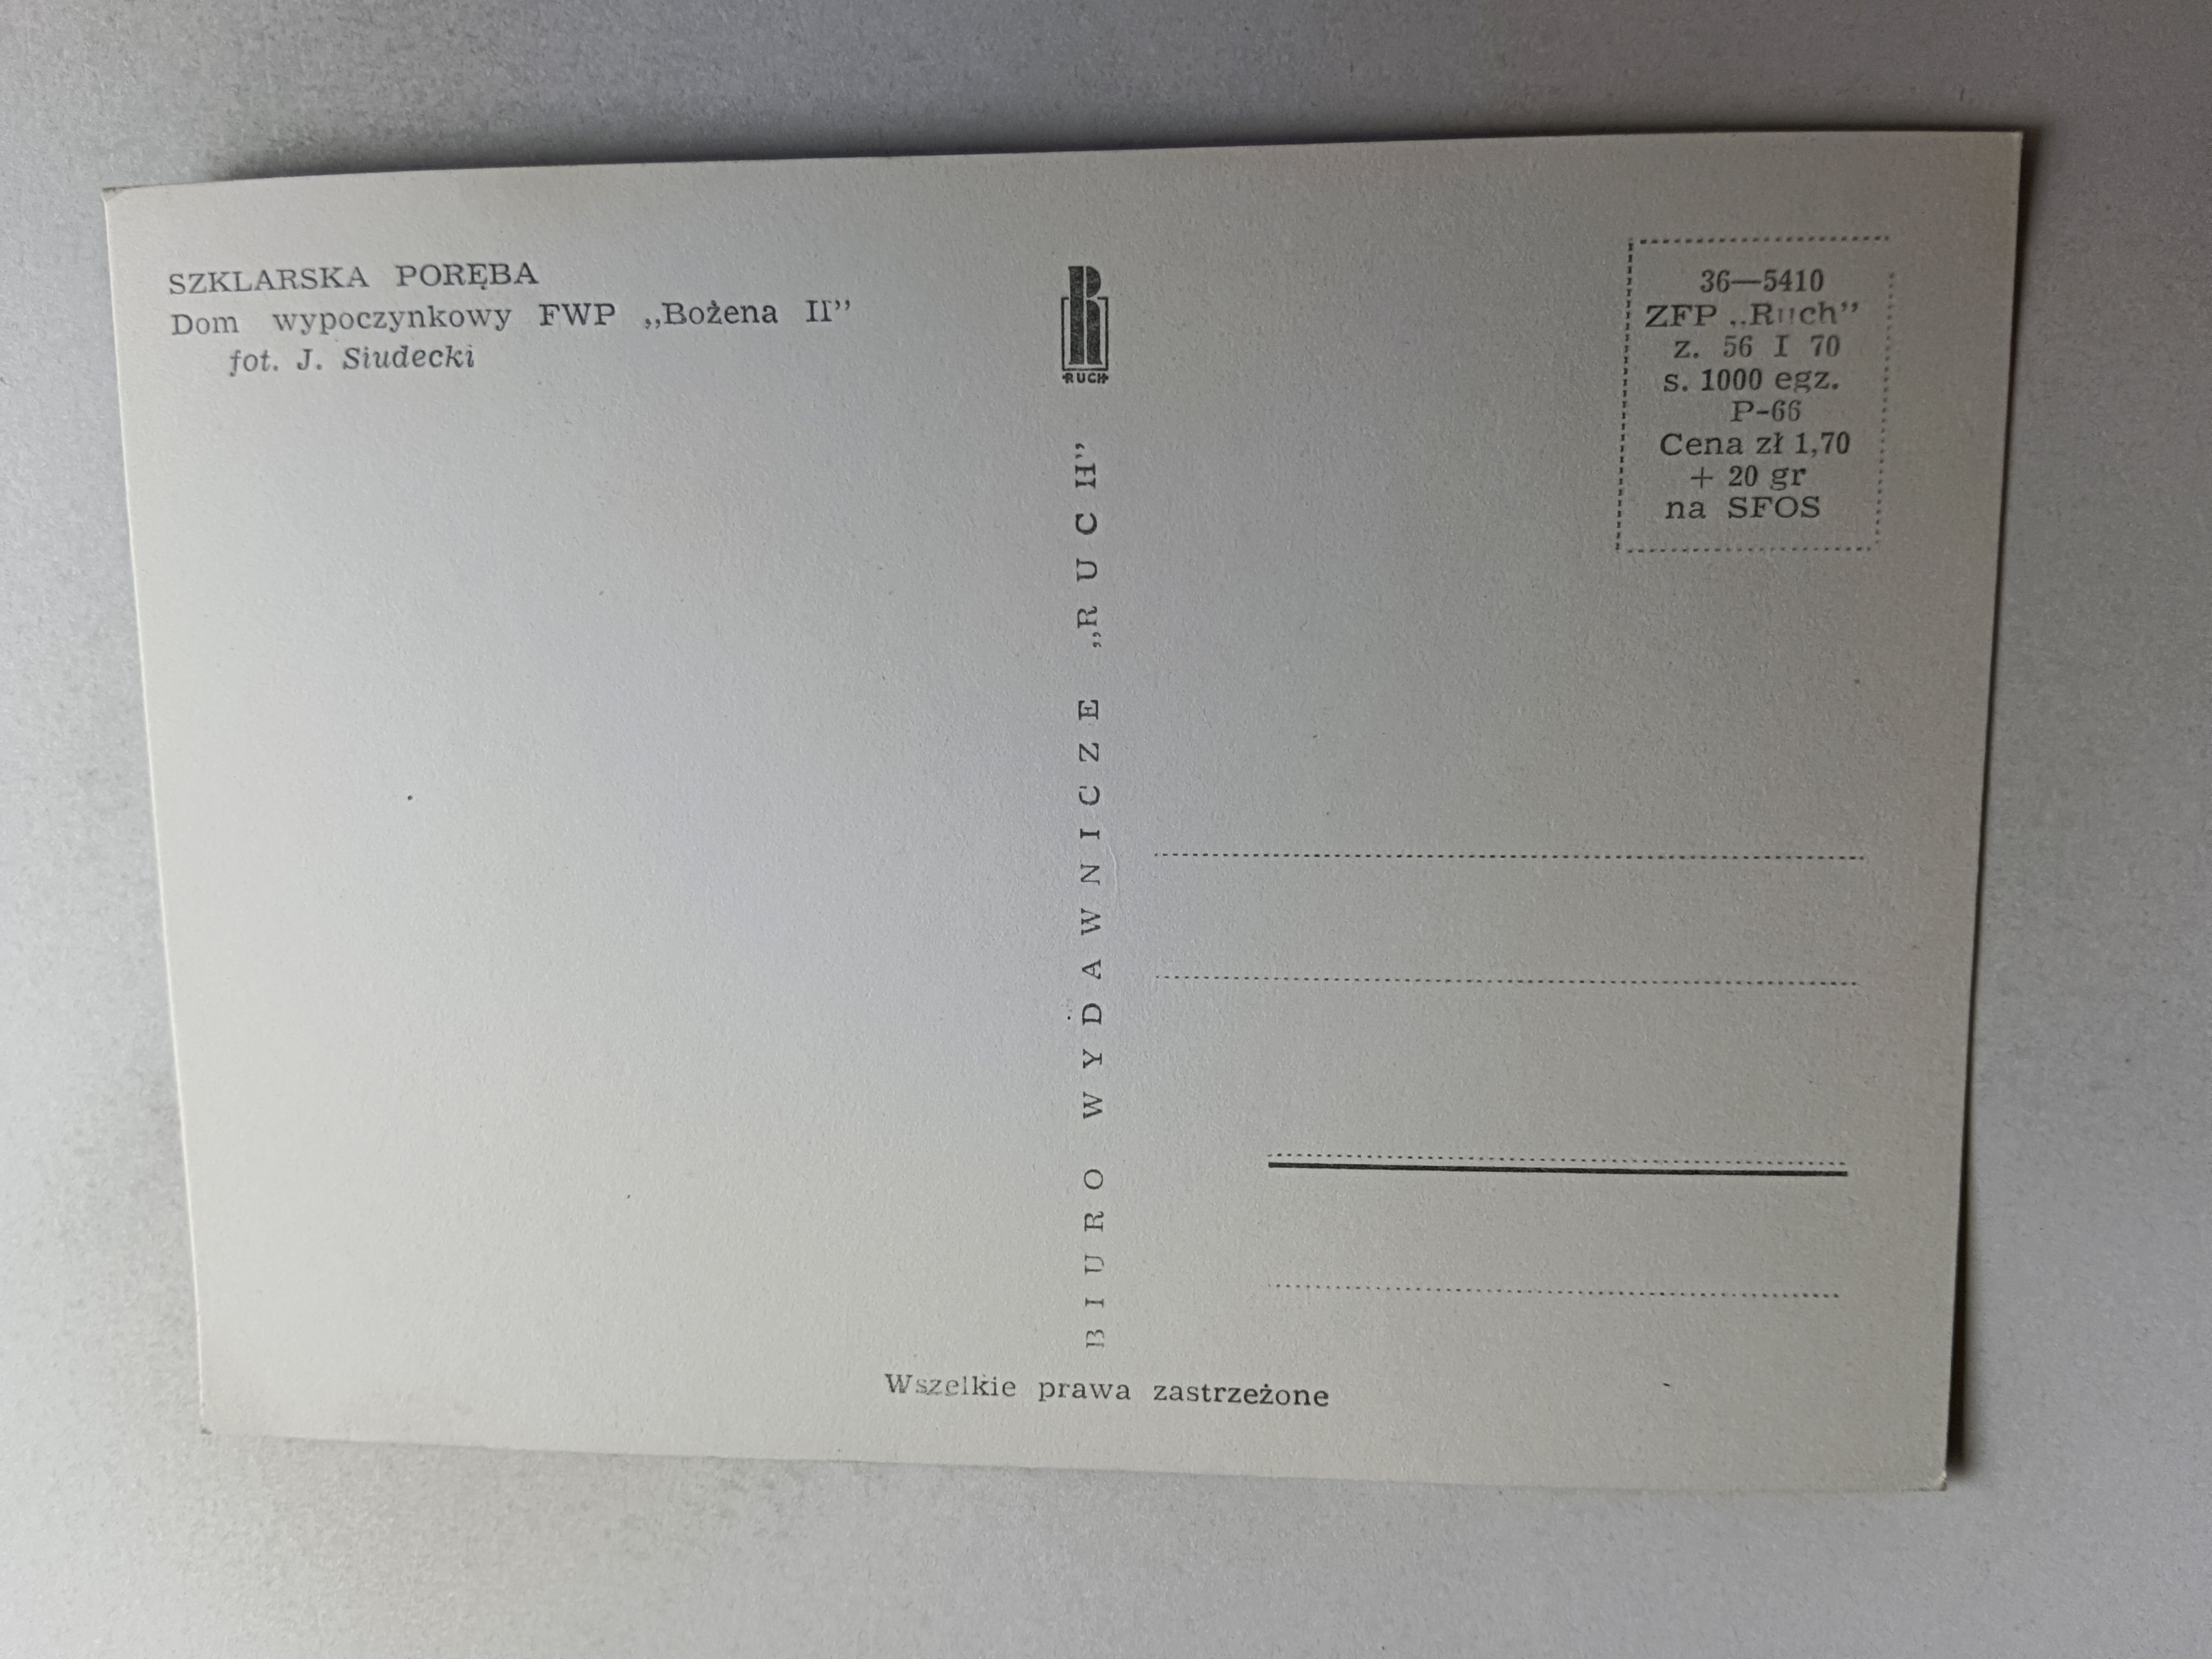 SZKLARSKA PORĘBA
Dom wypoczynkowy FWP „Bożena II”
fot. J. Siudecki
RUCH
BIURO WYDAWNICZE „RUCH”
36—5410
ZFP „Ruch”
z. 56 I 70
s. 1000 egz.
P-66
Cena zł 1,70
+ 20 gr
na SFOS
Wszelkie prawa zastrzeżone